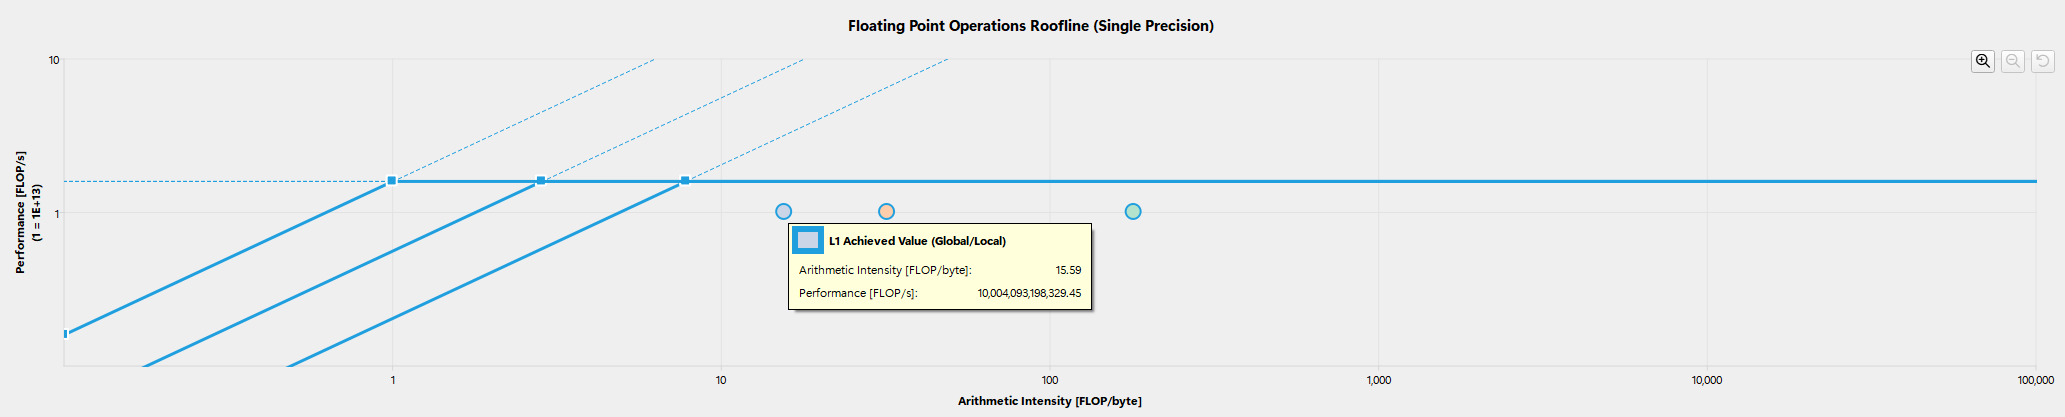 Floating Point Operations Roofline (Single Precision)
10
1
Performance [FLOP/s]
(1 = 1E+13)
L1 Achieved Value (Global/Local)
Arithmetic Intensity [FLOP/byte]: 15.59
Performance [FLOP/s]: 10,004,093,198,329.45
1 10 100 1,000 10,000 100,000
Arithmetic Intensity [FLOP/byte]